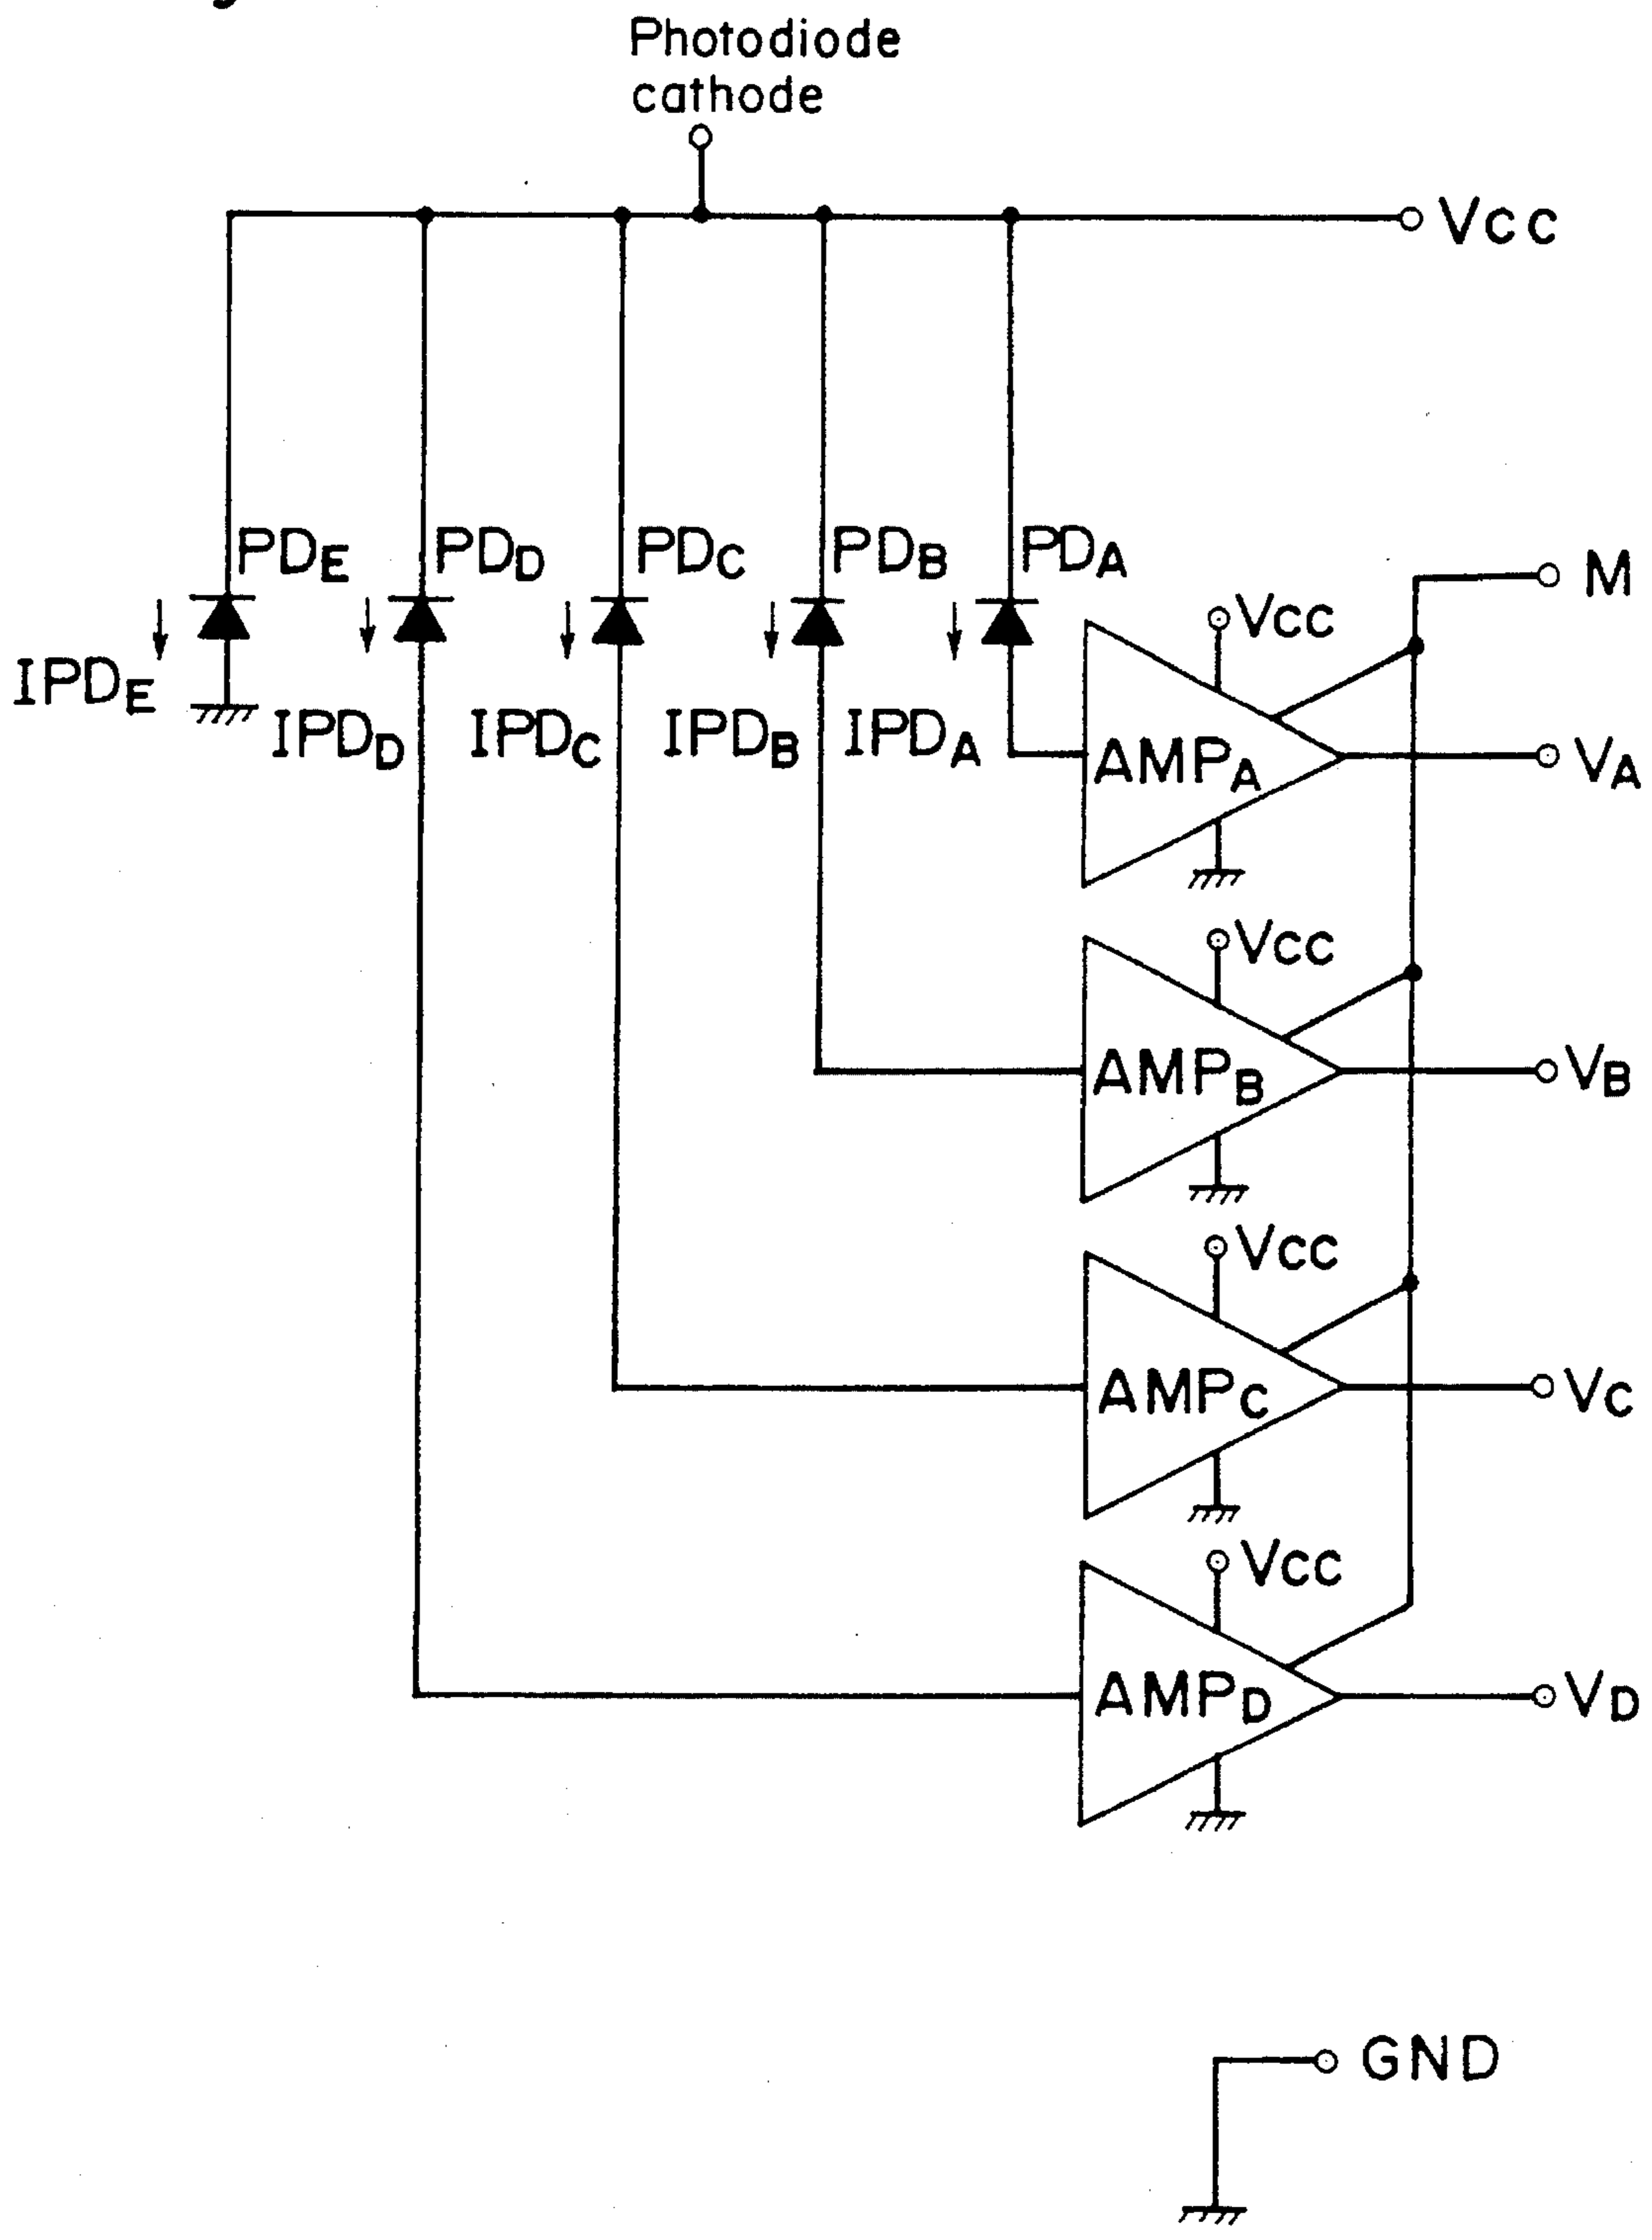 Photodiode
cathode
Vcc
PDE PDD PDC PDB PDA
M
Vcc
IPDE IPDD IPDC IPDB IPDA
AMPA
VA
Vcc
AMPB
VB
Vcc
AMPC
VC
Vcc
AMPD
VD
GND